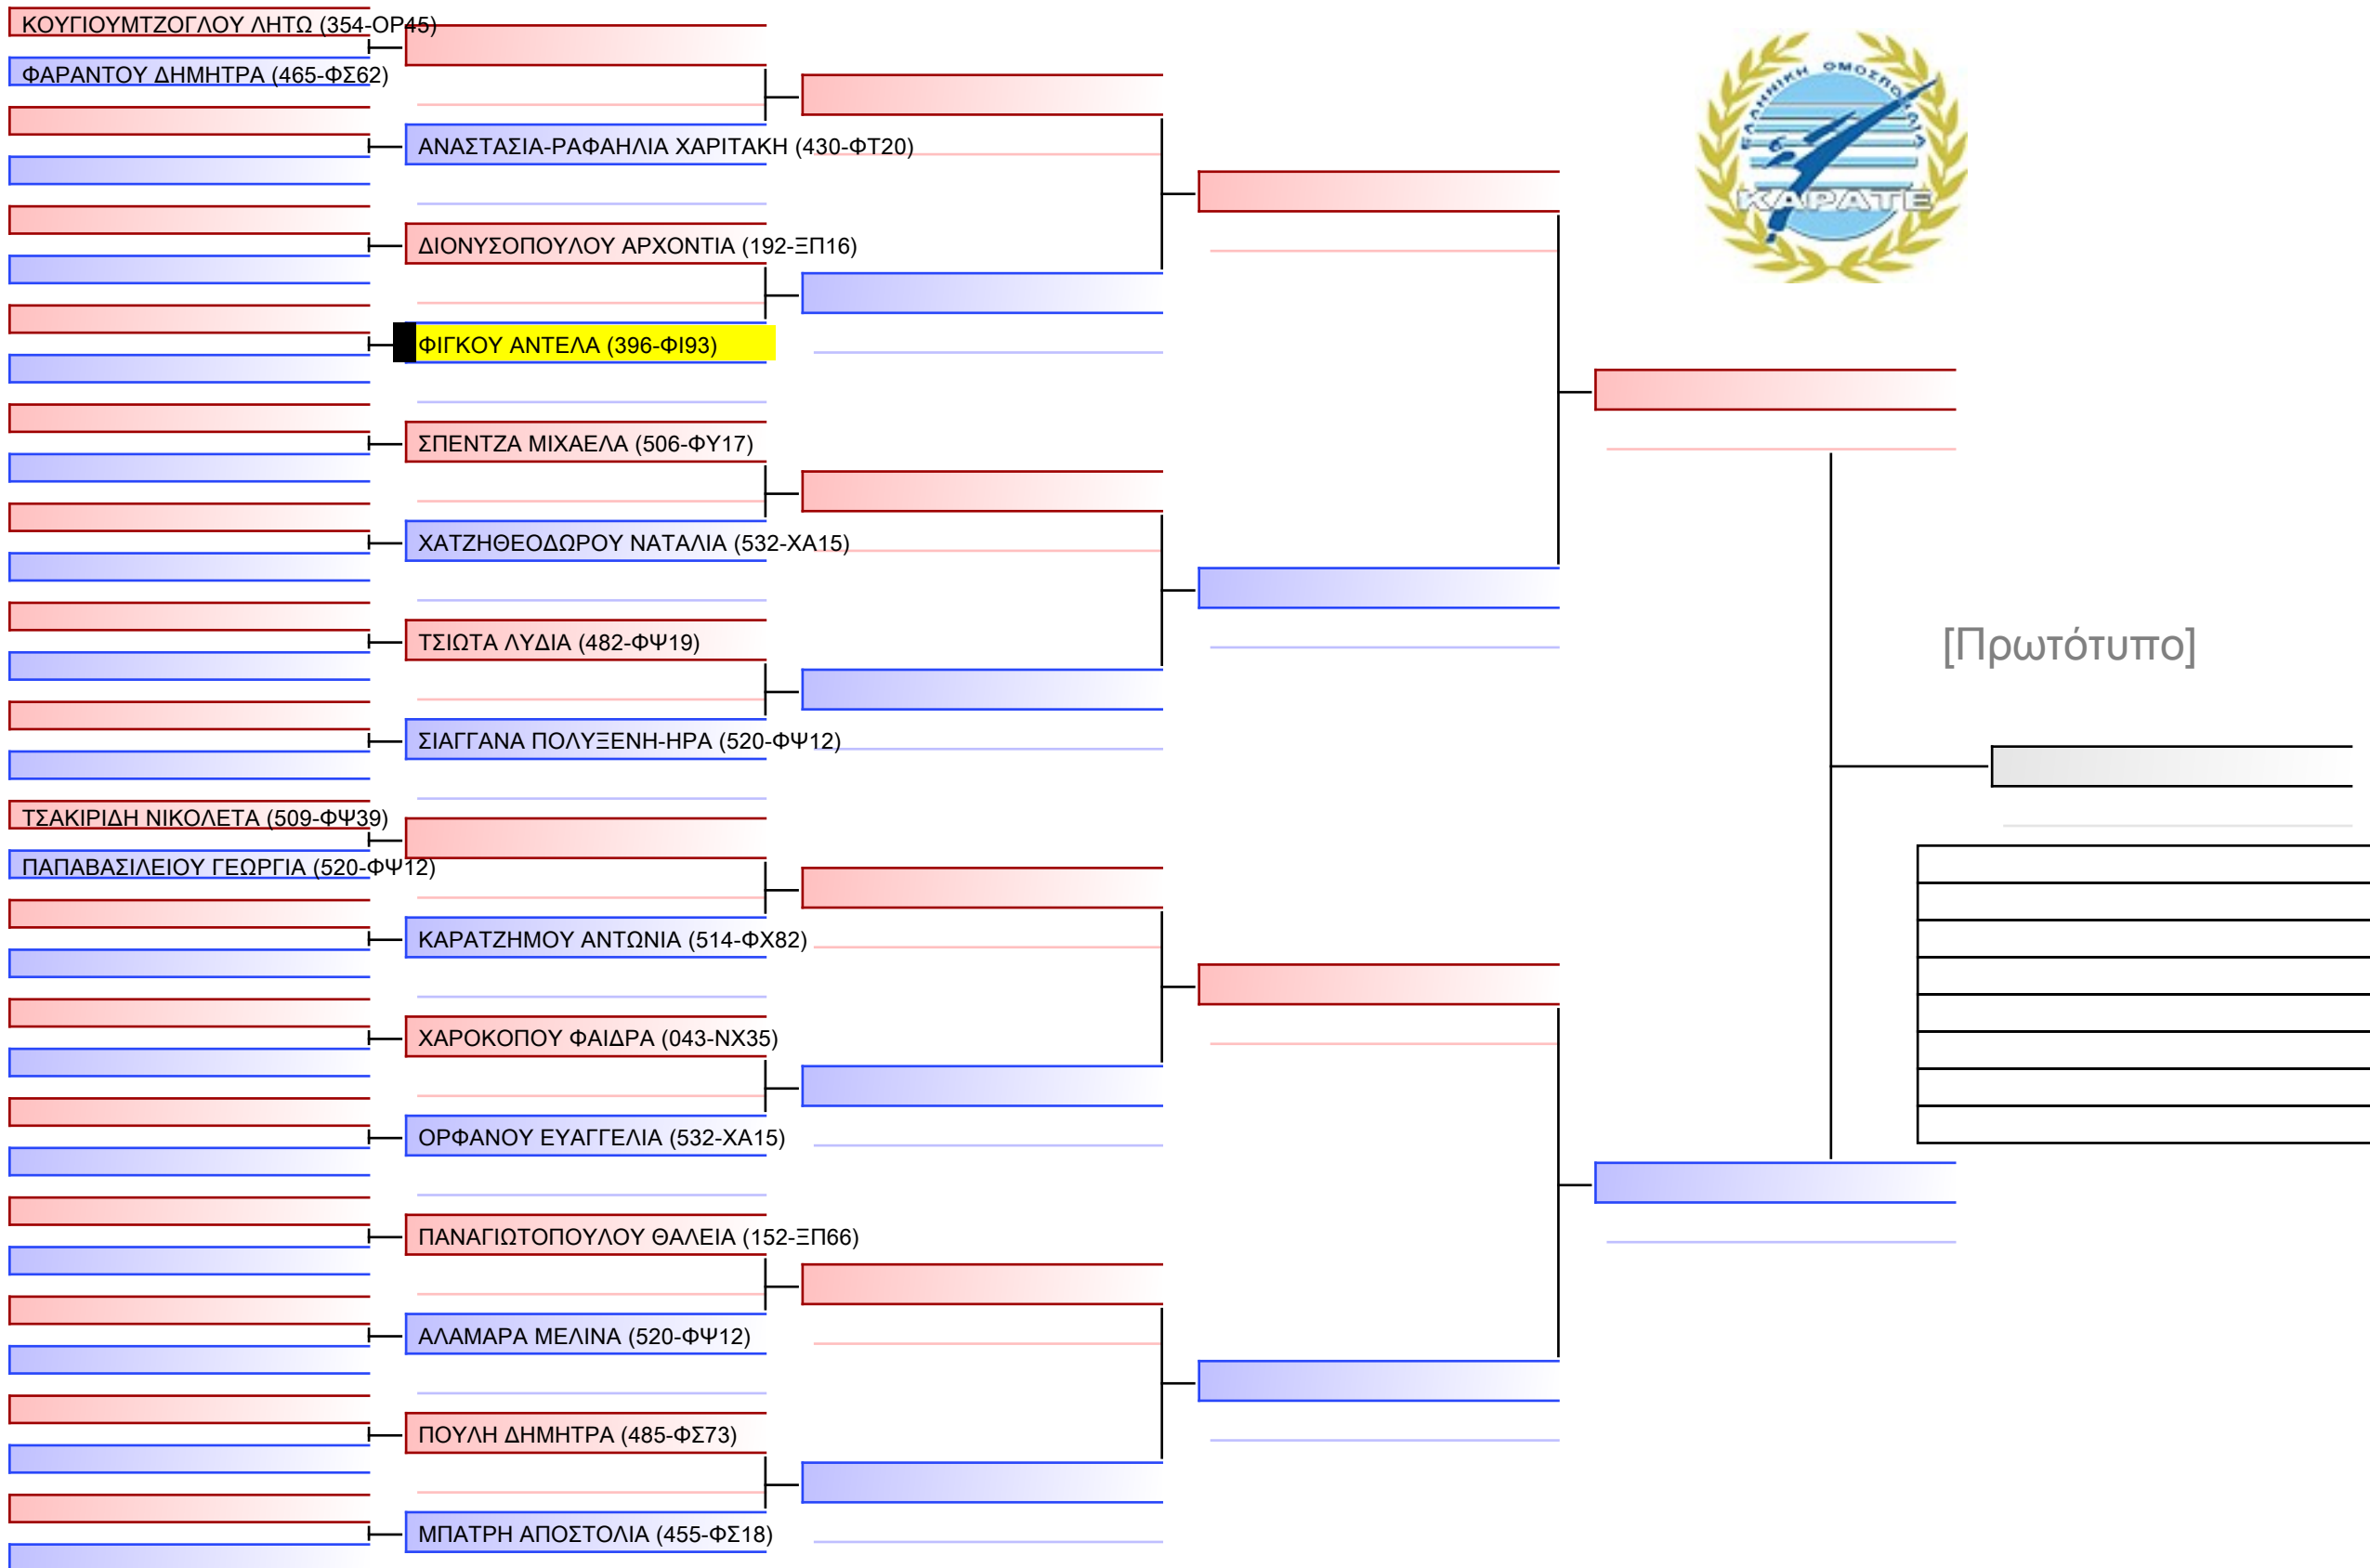 ΚΟΥΓΙΟΥΜΤΖΟΓΛΟΥ ΛΗΤΩ (354-ΟΡ45)
ΦΑΡΑΝΤΟΥ ΔΗΜΗΤΡΑ (465-ΦΣ62)
ΑΝΑΣΤΑΣΙΑ-ΡΑΦΑΗΛΙΑ ΧΑΡΙΤΑΚΗ (430-ΦΤ20)
ΔΙΟΝΥΣΟΠΟΥΛΟΥ ΑΡΧΟΝΤΙΑ (192-ΞΠ16)
ΦΙΓΚΟΥ ΑΝΤΕΛΑ (396-ΦΙ93)
ΣΠΕΝΤΖΑ ΜΙΧΑΕΛΑ (506-ΦΥ17)
ΧΑΤΖΗΘΕΟΔΩΡΟΥ ΝΑΤΑΛΙΑ (532-ΧΑ15)
ΤΣΙΩΤΑ ΛΥΔΙΑ (482-ΦΨ19)
ΣΙΑΓΓΑΝΑ ΠΟΛΥΞΕΝΗ-ΗΡΑ (520-ΦΨ12)
ΤΣΑΚΙΡΙΔΗ ΝΙΚΟΛΕΤΑ (509-ΦΨ39)
ΠΑΠΑΒΑΣΙΛΕΙΟΥ ΓΕΩΡΓΙΑ (520-ΦΨ12)
ΚΑΡΑΤΖΗΜΟΥ ΑΝΤΩΝΙΑ (514-ΦΧ82)
ΧΑΡΟΚΟΠΟΥ ΦΑΙΔΡΑ (043-ΝΧ35)
ΟΡΦΑΝΟΥ ΕΥΑΓΓΕΛΙΑ (532-ΧΑ15)
ΠΑΝΑΓΙΩΤΟΠΟΥΛΟΥ ΘΑΛΕΙΑ (152-ΞΠ66)
ΑΛΑΜΑΡΑ ΜΕΛΙΝΑ (520-ΦΨ12)
ΠΟΥΛΗ ΔΗΜΗΤΡΑ (485-ΦΣ73)
ΜΠΑΤΡΗ ΑΠΟΣΤΟΛΙΑ (455-ΦΣ18)
ΕΛΛΗΝΙΚΗ ΟΜΟΣΠΟΝΔΙΑ
ΚΑΡΑΤΕ
[Πρωτότυπο]